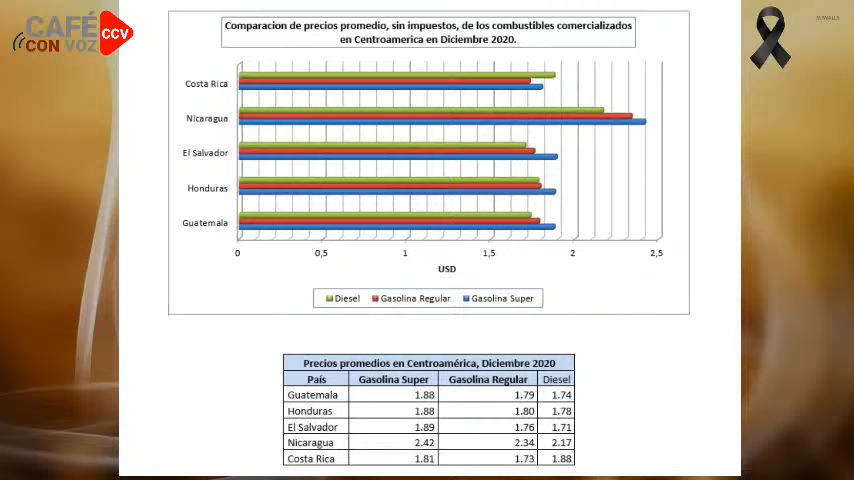 CAFÉ
CON VOZ
CCV
Comparacion de precios promedio, sin impuestos, de los combustibles comercializados
en Centroamerica en Diciembre 2020.
Costa Rica
Nicaragua
El Salvador
Honduras
Guatemala
0 0,5 1 1,5 2 2,5
USD
Diesel Gasolina Regular Gasolina Super
Precios promedios en Centroamérica, Diciembre 2020
País Gasolina Super Gasolina Regular Diesel
Guatemala 1.88 1.79 1.74
Honduras 1.88 1.80 1.78
El Salvador 1.89 1.76 1.71
Nicaragua 2.42 2.34 2.17
Costa Rica 1.81 1.73 1.88